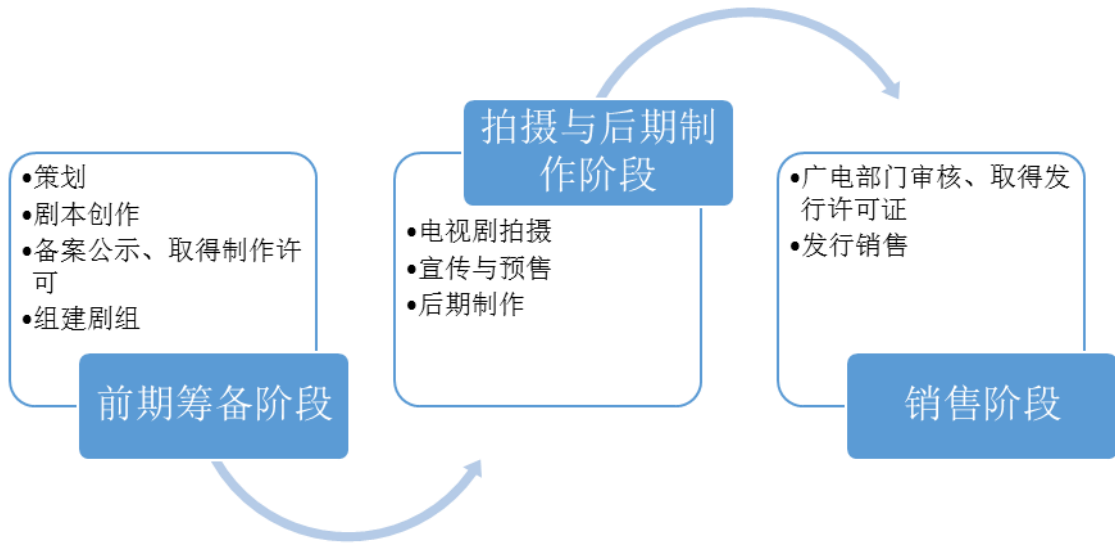 •策划
•剧本创作
•备案公示、取得制作许
可
•组建剧组
前期筹备阶段
拍摄与后期制
作阶段
•电视剧拍摄
•宣传与预售
•后期制作
•广电部门审核、取得发
行许可证
•发行销售
销售阶段